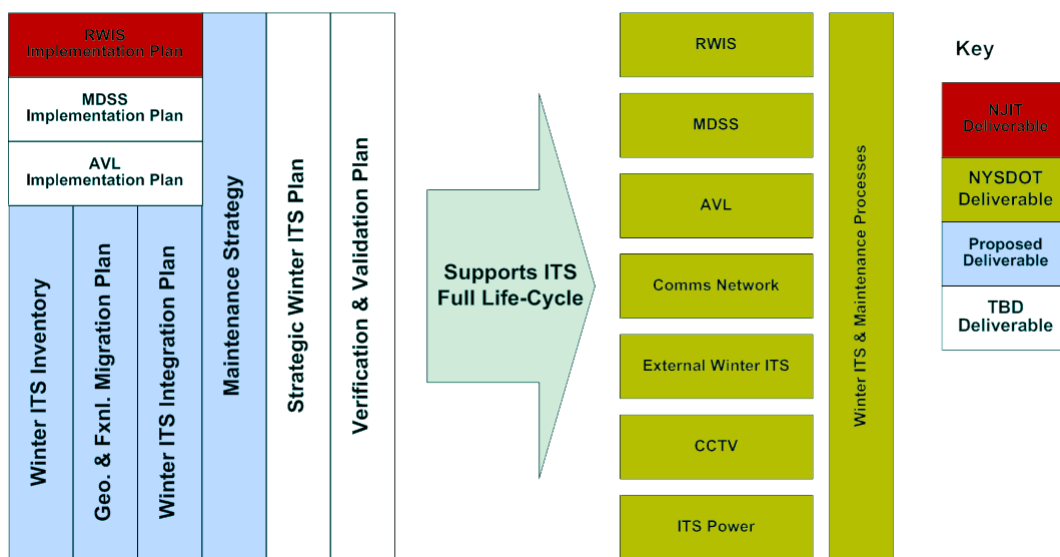 RWIS
Implementation Plan
MDSS
Implementation Plan
AVL
Implementation Plan
Winter ITS Inventory
Geo. & Fxnl. Migration Plan
Winter ITS Integration Plan
Maintenance Strategy
Strategic Winter ITS Plan
Verification & Validation Plan
Supports ITS
Full Life-Cycle
RWIS
MDSS
AVL
Comms Network
External Winter ITS
CCTV
ITS Power
Winter ITS & Maintenance Processes
Key
NJIT
Deliverable
NYSDOT
Deliverable
Proposed
Deliverable
TBD
Deliverable